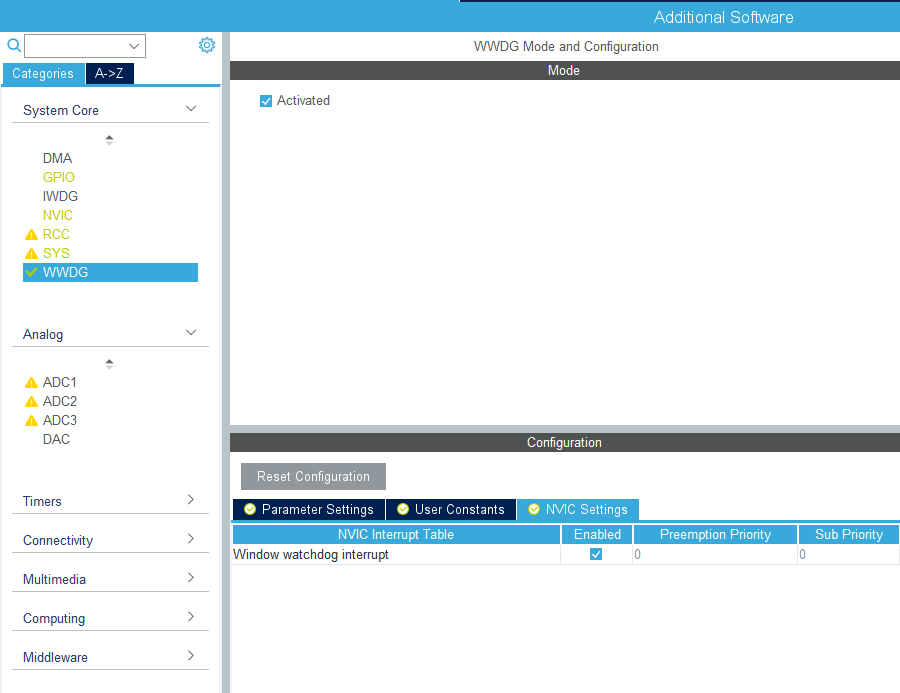 Additional Software
WWDG Mode and Configuration
Categories A->Z
Mode
System Core
Activated
DMA
GPIO
IWDG
NVIC
RCC
SYS
WWDG
Analog
ADC1
ADC2
ADC3
DAC
Timers
Connectivity
Multimedia
Computing
Middleware
Configuration
Reset Configuration
Parameter Settings User Constants NVIC Settings
NVIC Interrupt Table Enabled Preemption Priority Sub Priority
Window watchdog interrupt 0 0